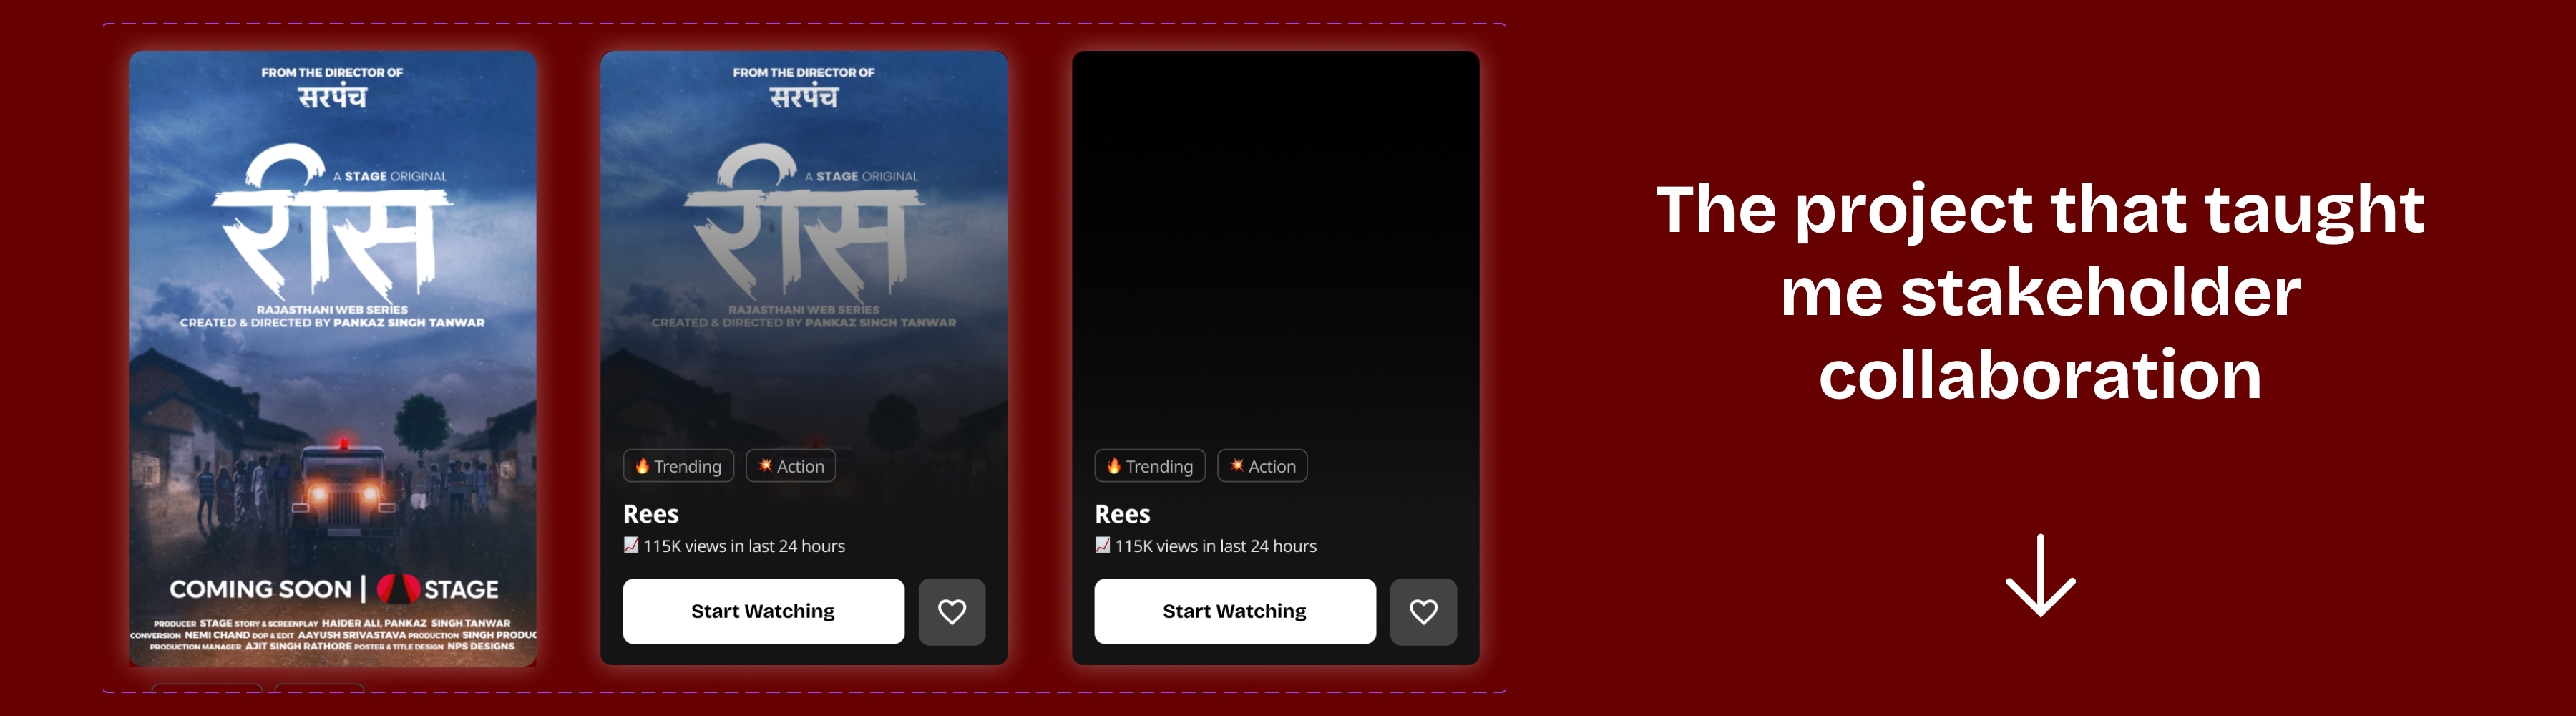 FROM THE DIRECTOR OF
सरपंच
A STAGE ORIGINAL
रीस
RAJASTHANI WEB SERIES
CREATED & DIRECTED BY PANKAZ SINGH TANWAR
COMING SOON | STAGE
PRODUCER STAGE STORY & SCREENPLAY HAIDER ALI, PANKAZ SINGH TANWAR
CONVERSION NEMI CHAND DOP & EDIT AAYUSH SRIVASTAVA PRODUCTION SINGH
PRODUCTION MANAGER AJIT SINGH RATHORE POSTER & TITLE DESIGN NPS DESIGNS
FROM THE DIRECTOR OF
सरपंच
A STAGE ORIGINAL
रीस
RAJASTHANI WEB SERIES
CREATED & DIRECTED BY PANKAZ SINGH TANWAR
🔥 Trending
💥 Action
Rees
📈 115K views in last 24 hours
Start Watching
🔥 Trending
💥 Action
Rees
📈 115K views in last 24 hours
Start Watching
The project that taught
me stakeholder
collaboration